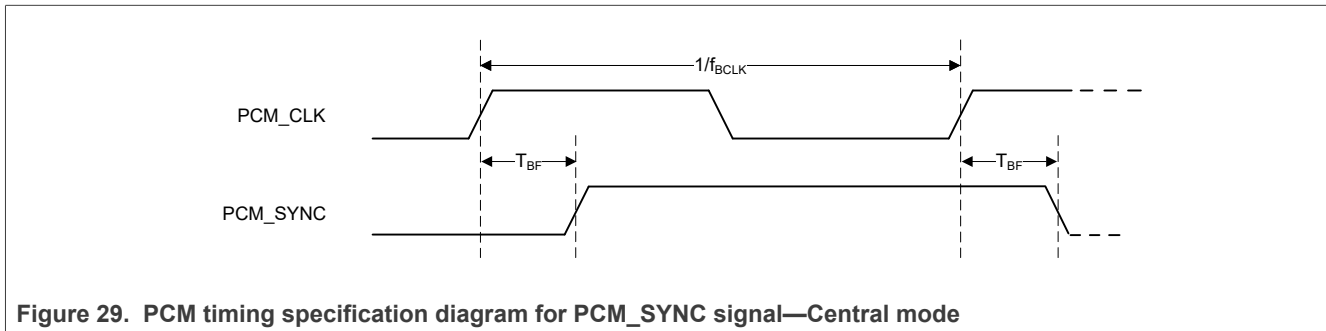 1/fBCLK
PCM_CLK
TBF TBF
PCM_SYNC
Figure 29. PCM timing specification diagram for PCM_SYNC signal—Central mode